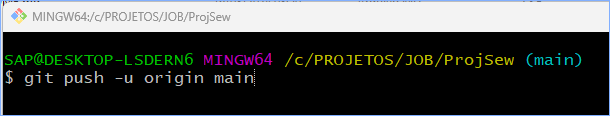 MINGW64:/c/PROJETOS/JOB/ProjSew
SAP@DESKTOP-LSDERN6 MINGW64 /c/PROJETOS/JOB/ProjSew (main)
$ git push -u origin main